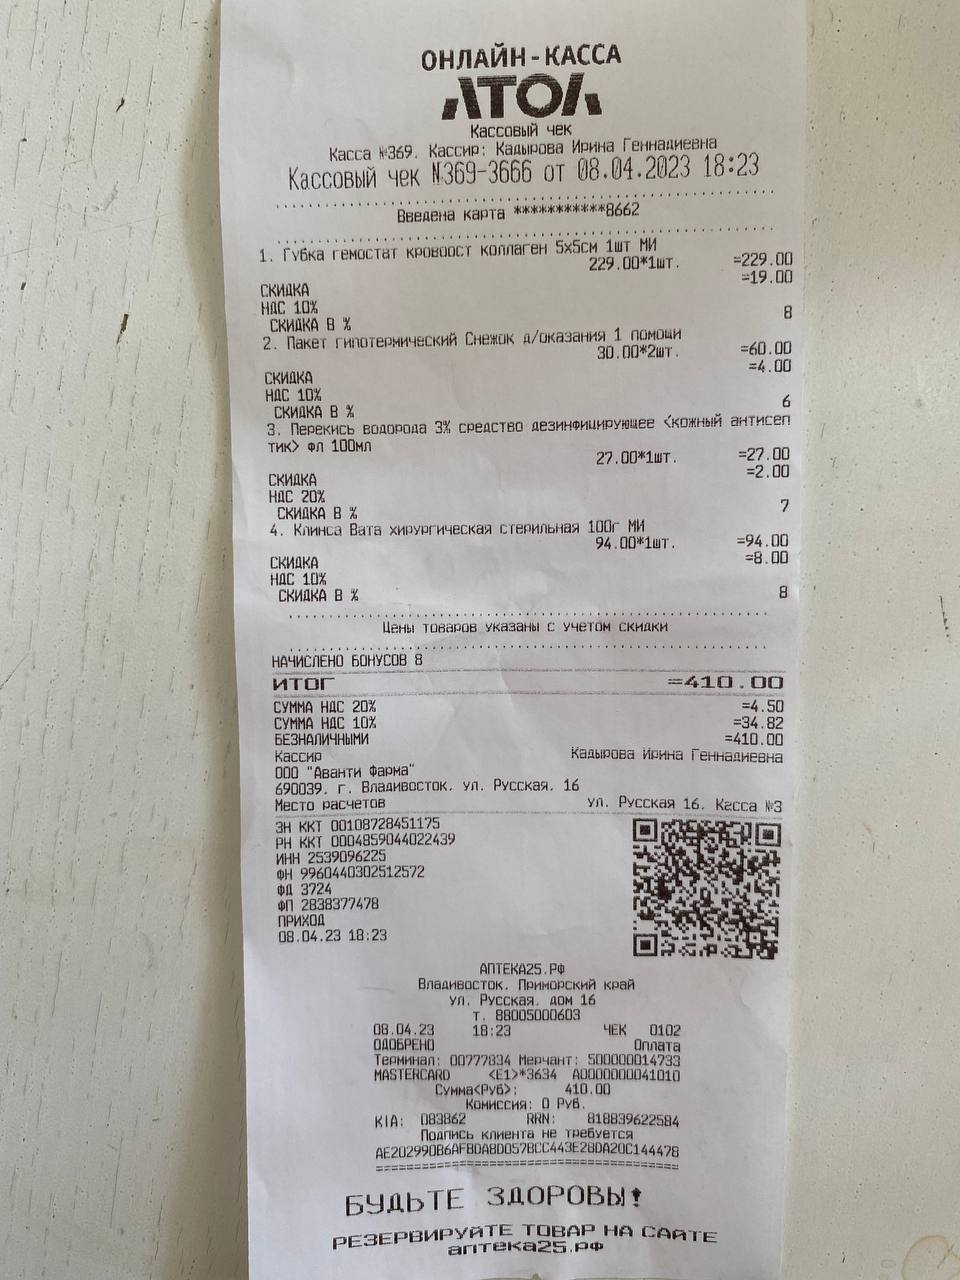 ОНЛАЙН-КАССА
АТОЛ
Кассовый чек
Касса №369. Кассир: Кадырова Ирина Геннадиевна
Кассовый чек №369-3666 от 08.04.2023 18:23
Введена карта ***********8662
1. Губка гемостат кровоост коллаген 5х5см 1шт МИ
229.00*1шт. =229.00
СКИДКА =19.00
НДС 10%
СКИДКА В % 8
2. Пакет гипотермический Снежок д/оказания 1 помощи
30.00*2шт. =60.00
СКИДКА =4.00
НДС 10%
СКИДКА В % 6
3. Перекись водорода 3% средство дезинфицирующее <кожный антисеп
тик> фл 100мл
27.00*1шт. =27.00
СКИДКА =2.00
НДС 20%
СКИДКА В % 7
4. Клинса Вата хирургическая стерильная 100г МИ
94.00*1шт. =94.00
СКИДКА =8.00
НДС 10%
СКИДКА В % 8
Цены товаров указаны с учетом скидки
НАЧИСЛЕНО БОНУСОВ 8
ИТОГ =410.00
СУММА НДС 20% =4.50
СУММА НДС 10% =34.82
БЕЗНАЛИЧНЫМИ =410.00
Кассир Кадырова Ирина Геннадиевна
ООО "Аванти Фарма"
690039. г. Владивосток. ул. Русская. 16
Место расчетов ул. Русская 16. Касса №3
ЗН ККТ 00108728451175
РН ККТ 0004859044022439
ИНН 2539096225
ФН 9960440302512572
ФД 3724
ФП 2838377478
ПРИХОД
08.04.23 18:23
АПТЕКА25.РФ
Владивосток. Приморский край
ул. Русская. дом 16
т. 88005000603
08.04.23 18:23 ЧЕК 0102
ОДОБРЕНО Оплата
Терминал: 00777834 Мерчант: 500000014733
MASTERCARD <E1>*3634 A0000000041010
Сумма<Руб>: 410.00
Комиссия: 0 Руб.
KIA: 083862 RRN: 818839622584
Подпись клиента не требуется
AE202990B6AFBDABD057BCC443E28DA20C144478
========================================
БУДЬТЕ ЗДОРОВЫ!
РЕЗЕРВИРУЙТЕ ТОВАР НА САЙТЕ
аптека25.рф